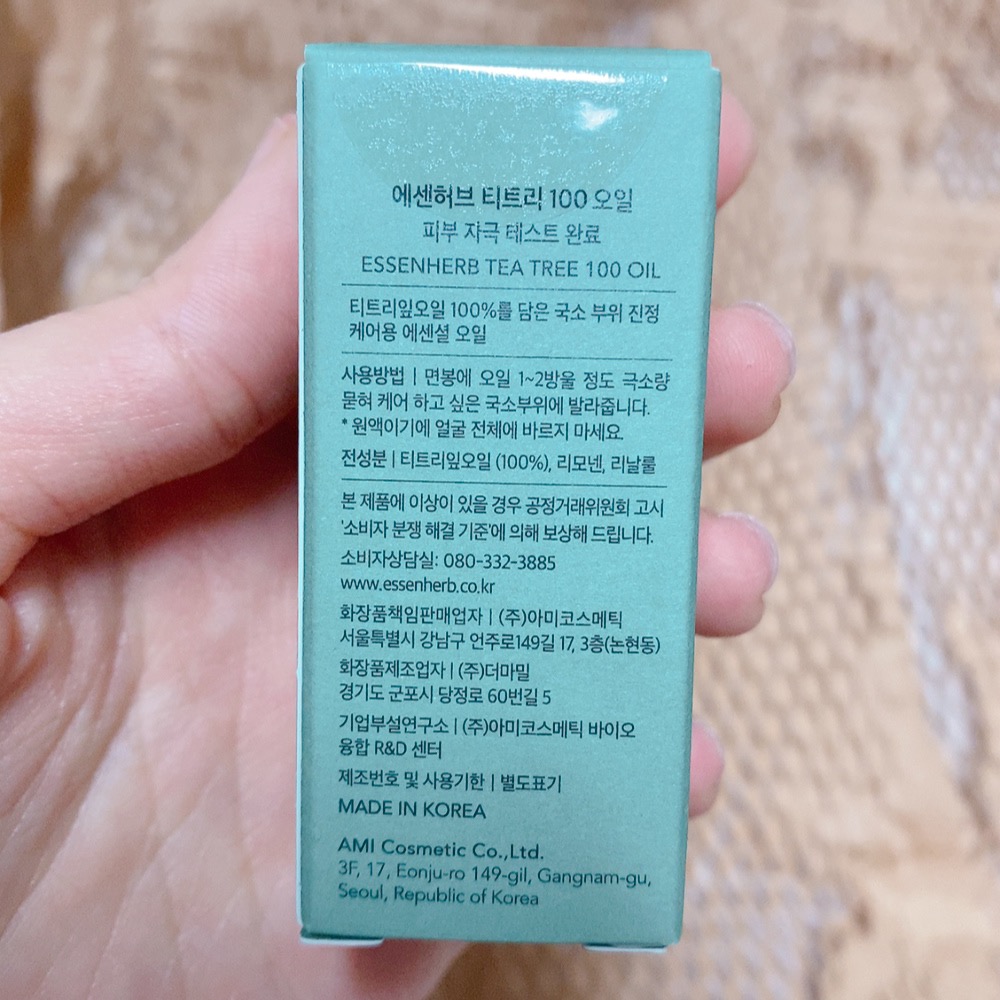 에센허브 티트리 100 오일
피부 자극 테스트 완료
ESSENHERB TEA TREE 100 OIL
티트리잎오일 100%를 담은 국소 부위 진정
케어용 에센셜 오일
사용방법 | 면봉에 오일 1~2방울 정도 극소량
묻혀 케어 하고 싶은 국소부위에 발라줍니다.
* 원액이기에 얼굴 전체에 바르지 마세요.
전성분 | 티트리잎오일 (100%), 리모넨, 리날룰
본 제품에 이상이 있을 경우 공정거래위원회 고시
'소비자 분쟁 해결 기준'에 의해 보상해 드립니다.
소비자상담실: 080-332-3885
www.essenherb.co.kr
화장품책임판매업자 | (주)아미코스메틱
서울특별시 강남구 언주로149길 17, 3층(논현동)
화장품제조업자 | (주)더마밀
경기도 군포시 당정로 60번길 5
기업부설연구소 | (주)아미코스메틱 바이오
융합 R&D 센터
제조번호 및 사용기한 | 별도표기
MADE IN KOREA
AMI Cosmetic Co.,Ltd.
3F, 17, Eonju-ro 149-gil, Gangnam-gu,
Seoul, Republic of Korea